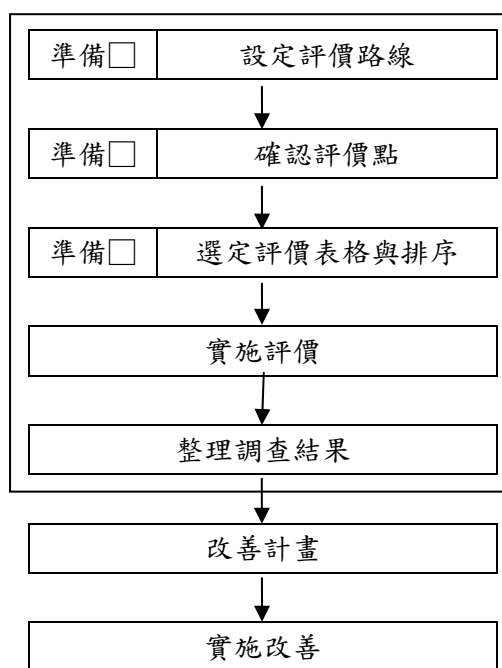 準備□ 設定評價路線
準備□ 確認評價點
準備□ 選定評價表格與排序
實施評價
整理調查結果
改善計畫
實施改善